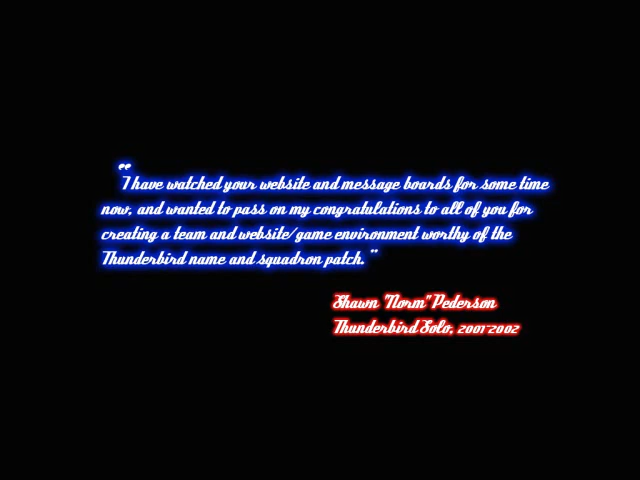 "I have watched your website and message boards for some time
now, and wanted to pass on my congratulations to all of you for
creating a team and website/game environment worthy of the
Thunderbird name and squadron patch."
Shawn "Norm" Pederson
Thunderbird Solo, 2001-2002